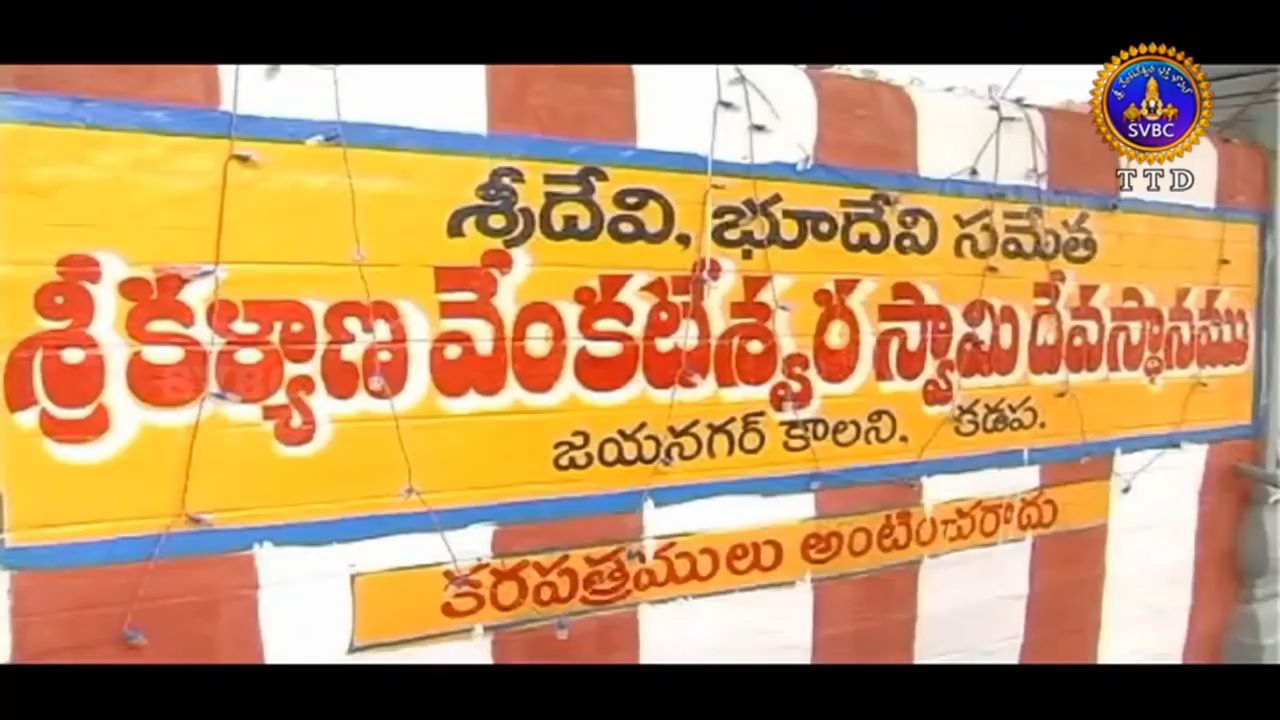 శ్రీదేవి, భూదేవి సమేత
శ్రీ కళ్యాణ వేంకటేశ్వర స్వామి దేవస్థానము
జయనగర్ కాలని. కడప.
కరపత్రములు అంటించరాదు
SVBC
TTD